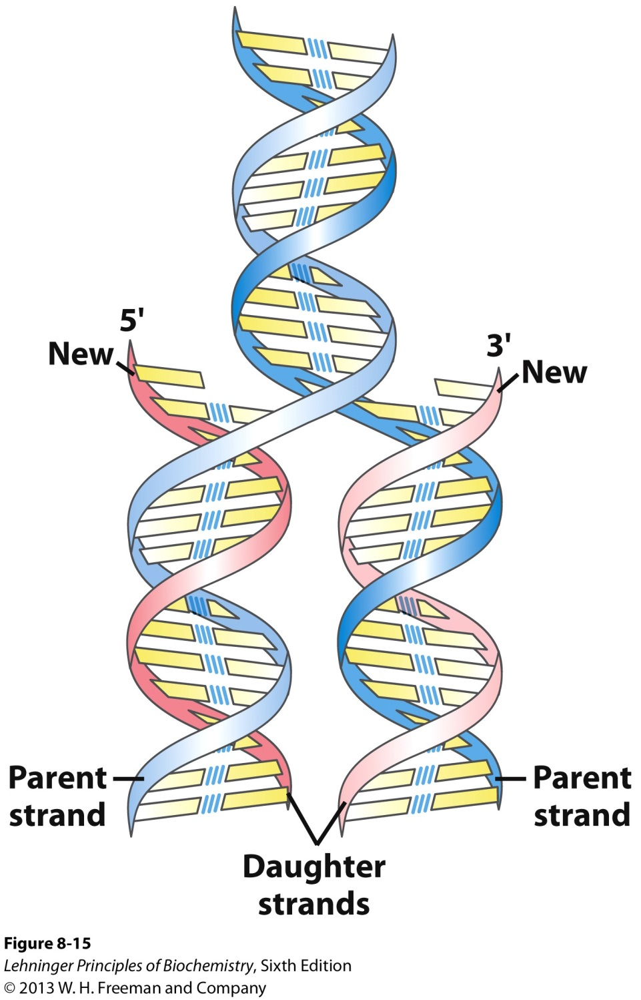 5'
New
3'
New
Parent
strand
Parent
strand
Daughter
strands
Figure 8-15
Lehninger Principles of Biochemistry, Sixth Edition
© 2013 W. H. Freeman and Company